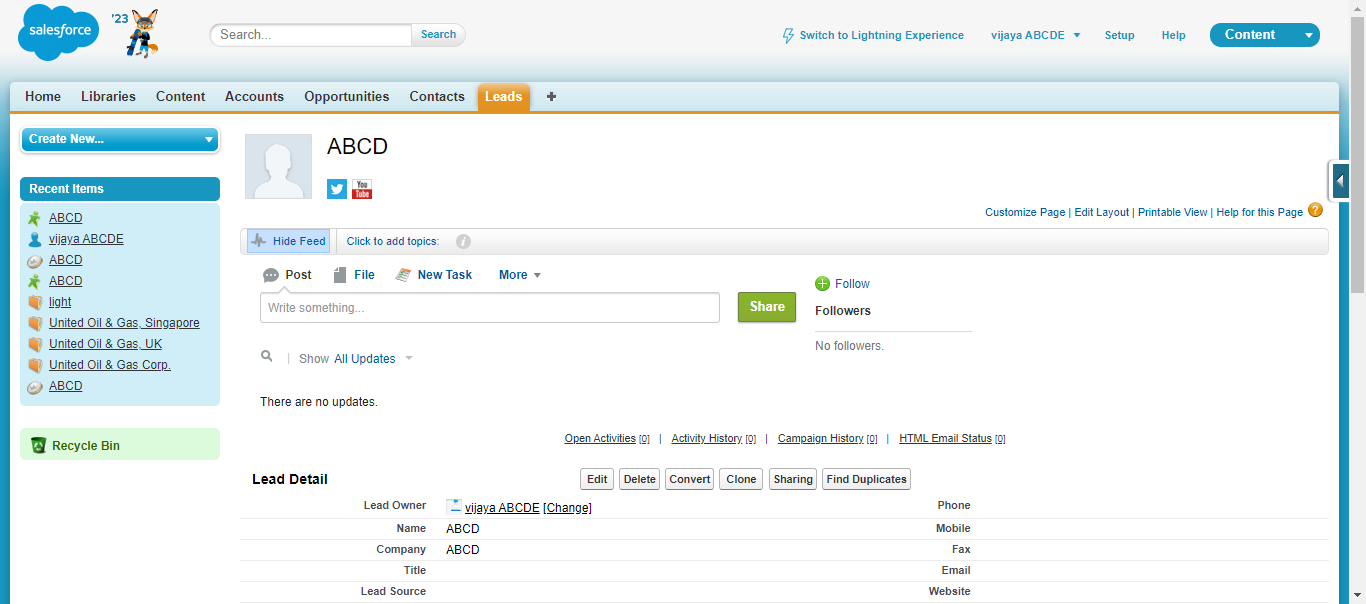 salesforce
'23
Search...
Search
Switch to Lightning Experience
vijaya ABCDE
Setup
Help
Content
Home Libraries Content Accounts Opportunities Contacts Leads +
Create New...
Recent Items
ABCD
vijaya ABCDE
ABCD
ABCD
light
United Oil & Gas, Singapore
United Oil & Gas, UK
United Oil & Gas Corp.
ABCD
Recycle Bin
ABCD
You Tube
Customize Page | Edit Layout | Printable View | Help for this Page ?
Hide Feed Click to add topics: i
Post File New Task More
Write something...
Share
Follow
Followers
No followers.
Show All Updates
There are no updates.
Open Activities [0] | Activity History [0] | Campaign History [0] | HTML Email Status [0]
Lead Detail Edit Delete Convert Clone Sharing Find Duplicates
Lead Owner vijaya ABCDE [Change] Phone
Name ABCD Mobile
Company ABCD Fax
Title Email
Lead Source Website